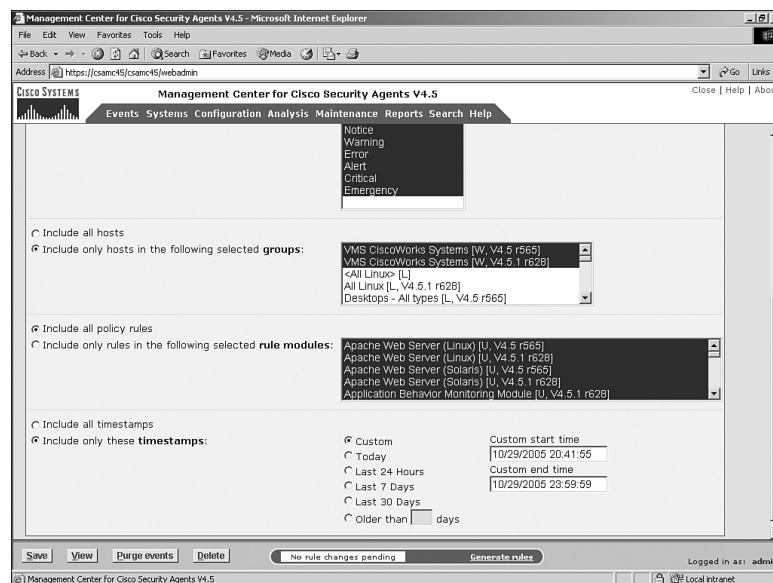 Management Center for Cisco Security Agents V4.5 - Microsoft Internet Explorer
File Edit View Favorites Tools Help
Back Search Favorites Media
Address https://csamc45/csamc45/webadmin Go Links
CISCO SYSTEMS
Management Center for Cisco Security Agents V4.5
Close | Help | Abou
Events Systems Configuration Analysis Maintenance Reports Search Help
Notice
Warning
Error
Alert
Critical
Emergency
Include all hosts
Include only hosts in the following selected groups:
VMS CiscoWorks Systems [W, V4.5 r565]
VMS CiscoWorks Systems [W, V4.5.1 r628]
<All Linux> [L]
All Linux [L, V4.5.1 r628]
Desktops - All types [L, V4.5 r565]
Include all policy rules
Include only rules in the following selected rule modules:
Apache Web Server (Linux) [U, V4.5 r565]
Apache Web Server (Linux) [U, V4.5.1 r628]
Apache Web Server (Solaris) [U, V4.5 r565]
Apache Web Server (Solaris) [U, V4.5.1 r628]
Application Behavior Monitoring Module [U, V4.5.1 r628]
Include all timestamps
Include only these timestamps:
Custom
Today
Last 24 Hours
Last 7 Days
Last 30 Days
Older than days
Custom start time
10/29/2005 20:41:55
Custom end time
10/29/2005 23:59:59
Save View Purge events Delete
No rule changes pending Generate rules
Logged in as: admi
Management Center for Cisco Security Agents V4.5 Local intranet